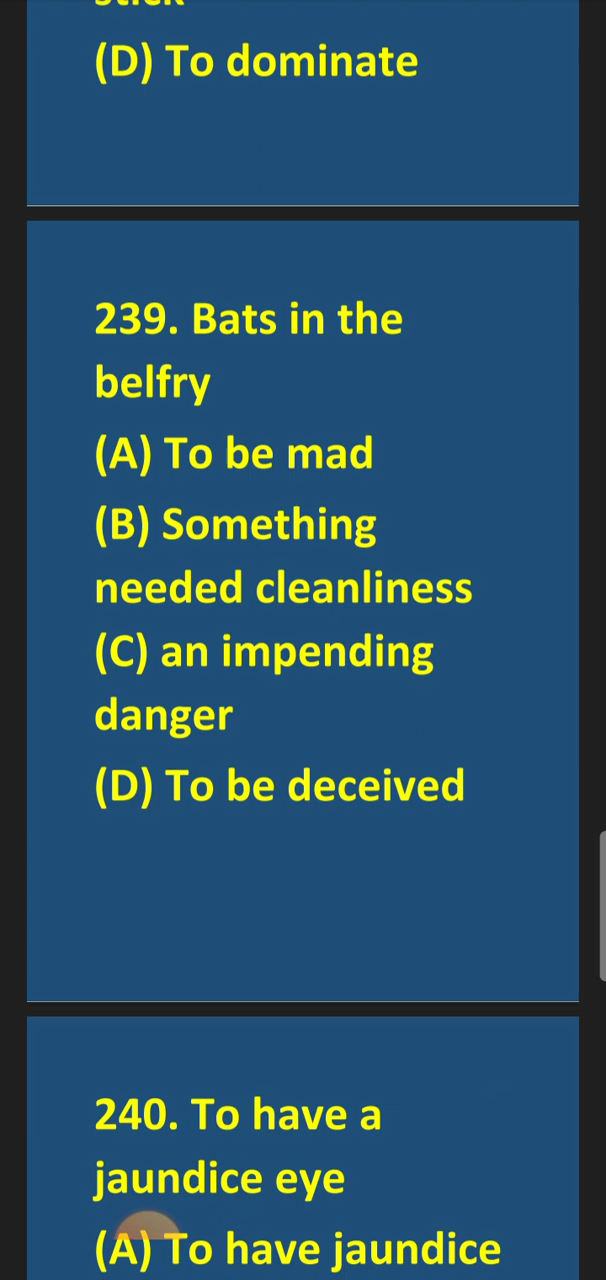 (D) To dominate
239. Bats in the
belfry
(A) To be mad
(B) Something
needed cleanliness
(C) an impending
danger
(D) To be deceived
240. To have a
jaundice eye
(A) To have jaundice